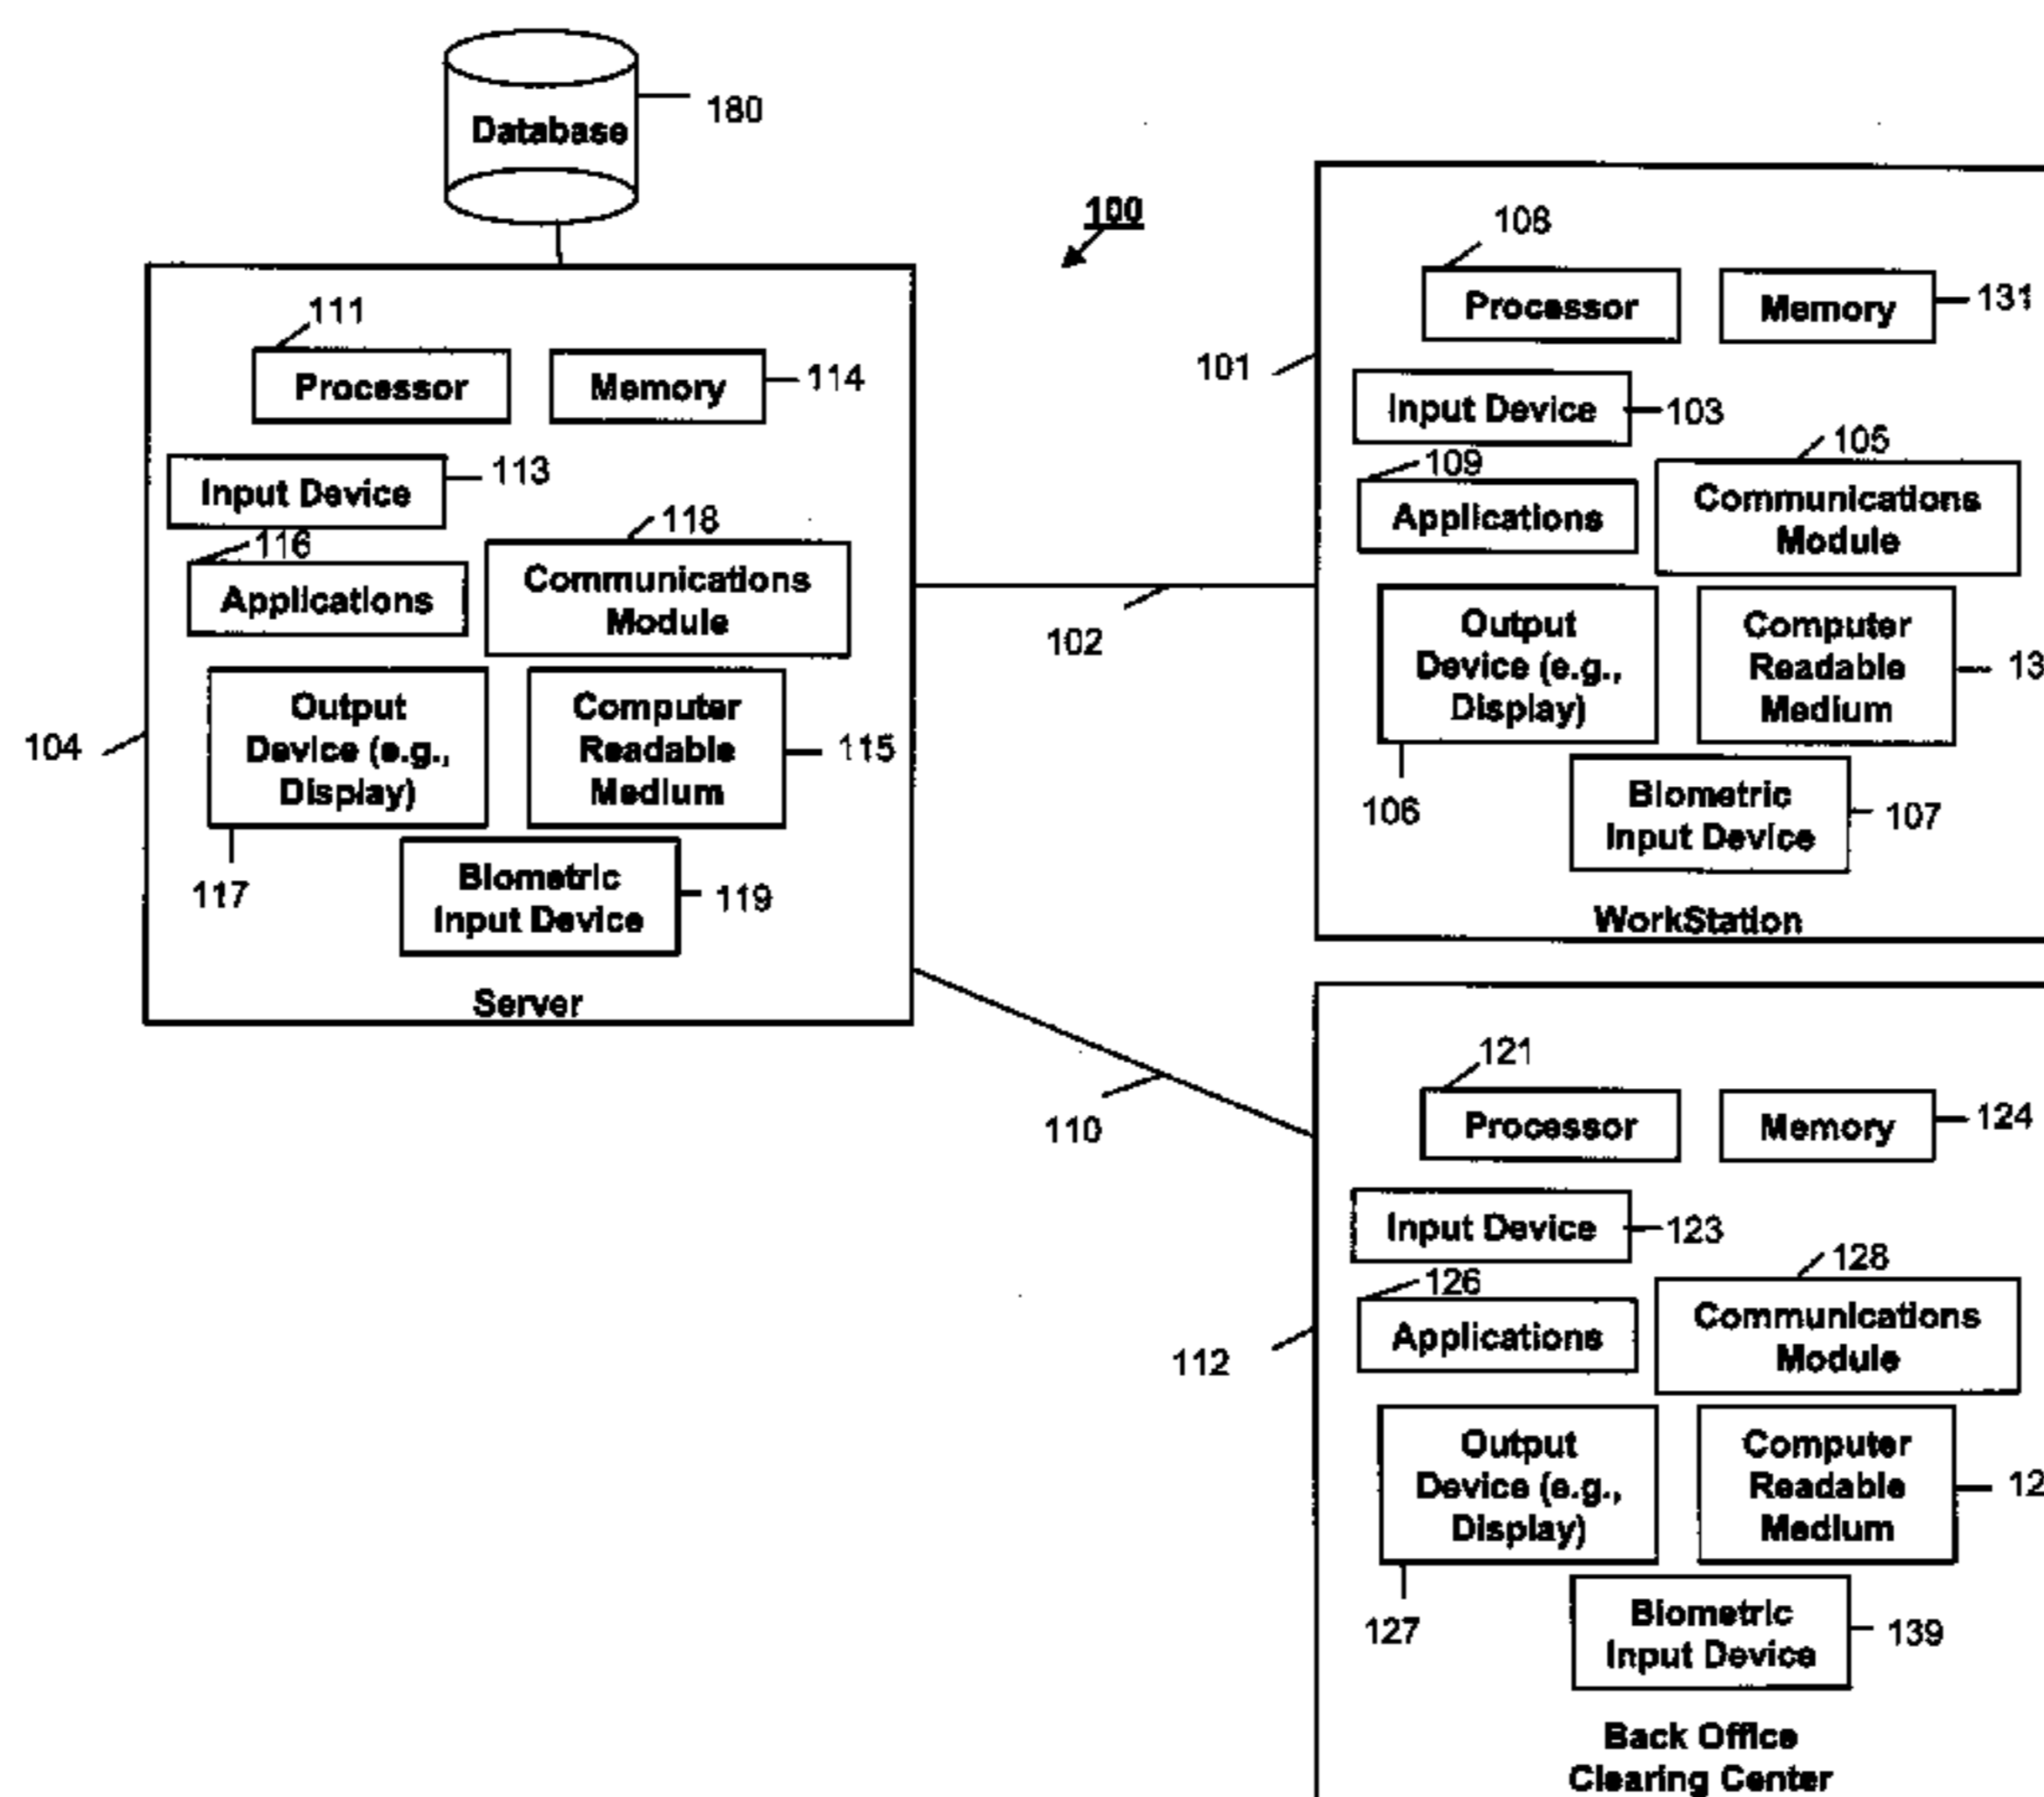 Database
180
100
111
Processor
Memory
114
Input Device
113
116
Applications
118
Communications
Module
Output
Device (e.g.,
Display)
117
Computer
Readable
Medium
115
Biometric
Input Device
119
Server
104
102
110
101
108
Processor
Memory
131
Input Device
103
109
Applications
105
Communications
Module
Output
Device (e.g.,
Display)
106
Computer
Readable
Medium
Biometric
Input Device
107
WorkStation
112
121
Processor
Memory
124
Input Device
123
126
Applications
128
Communications
Module
Output
Device (e.g.,
Display)
127
Computer
Readable
Medium
Biometric
Input Device
139
Back Office
Clearing Center